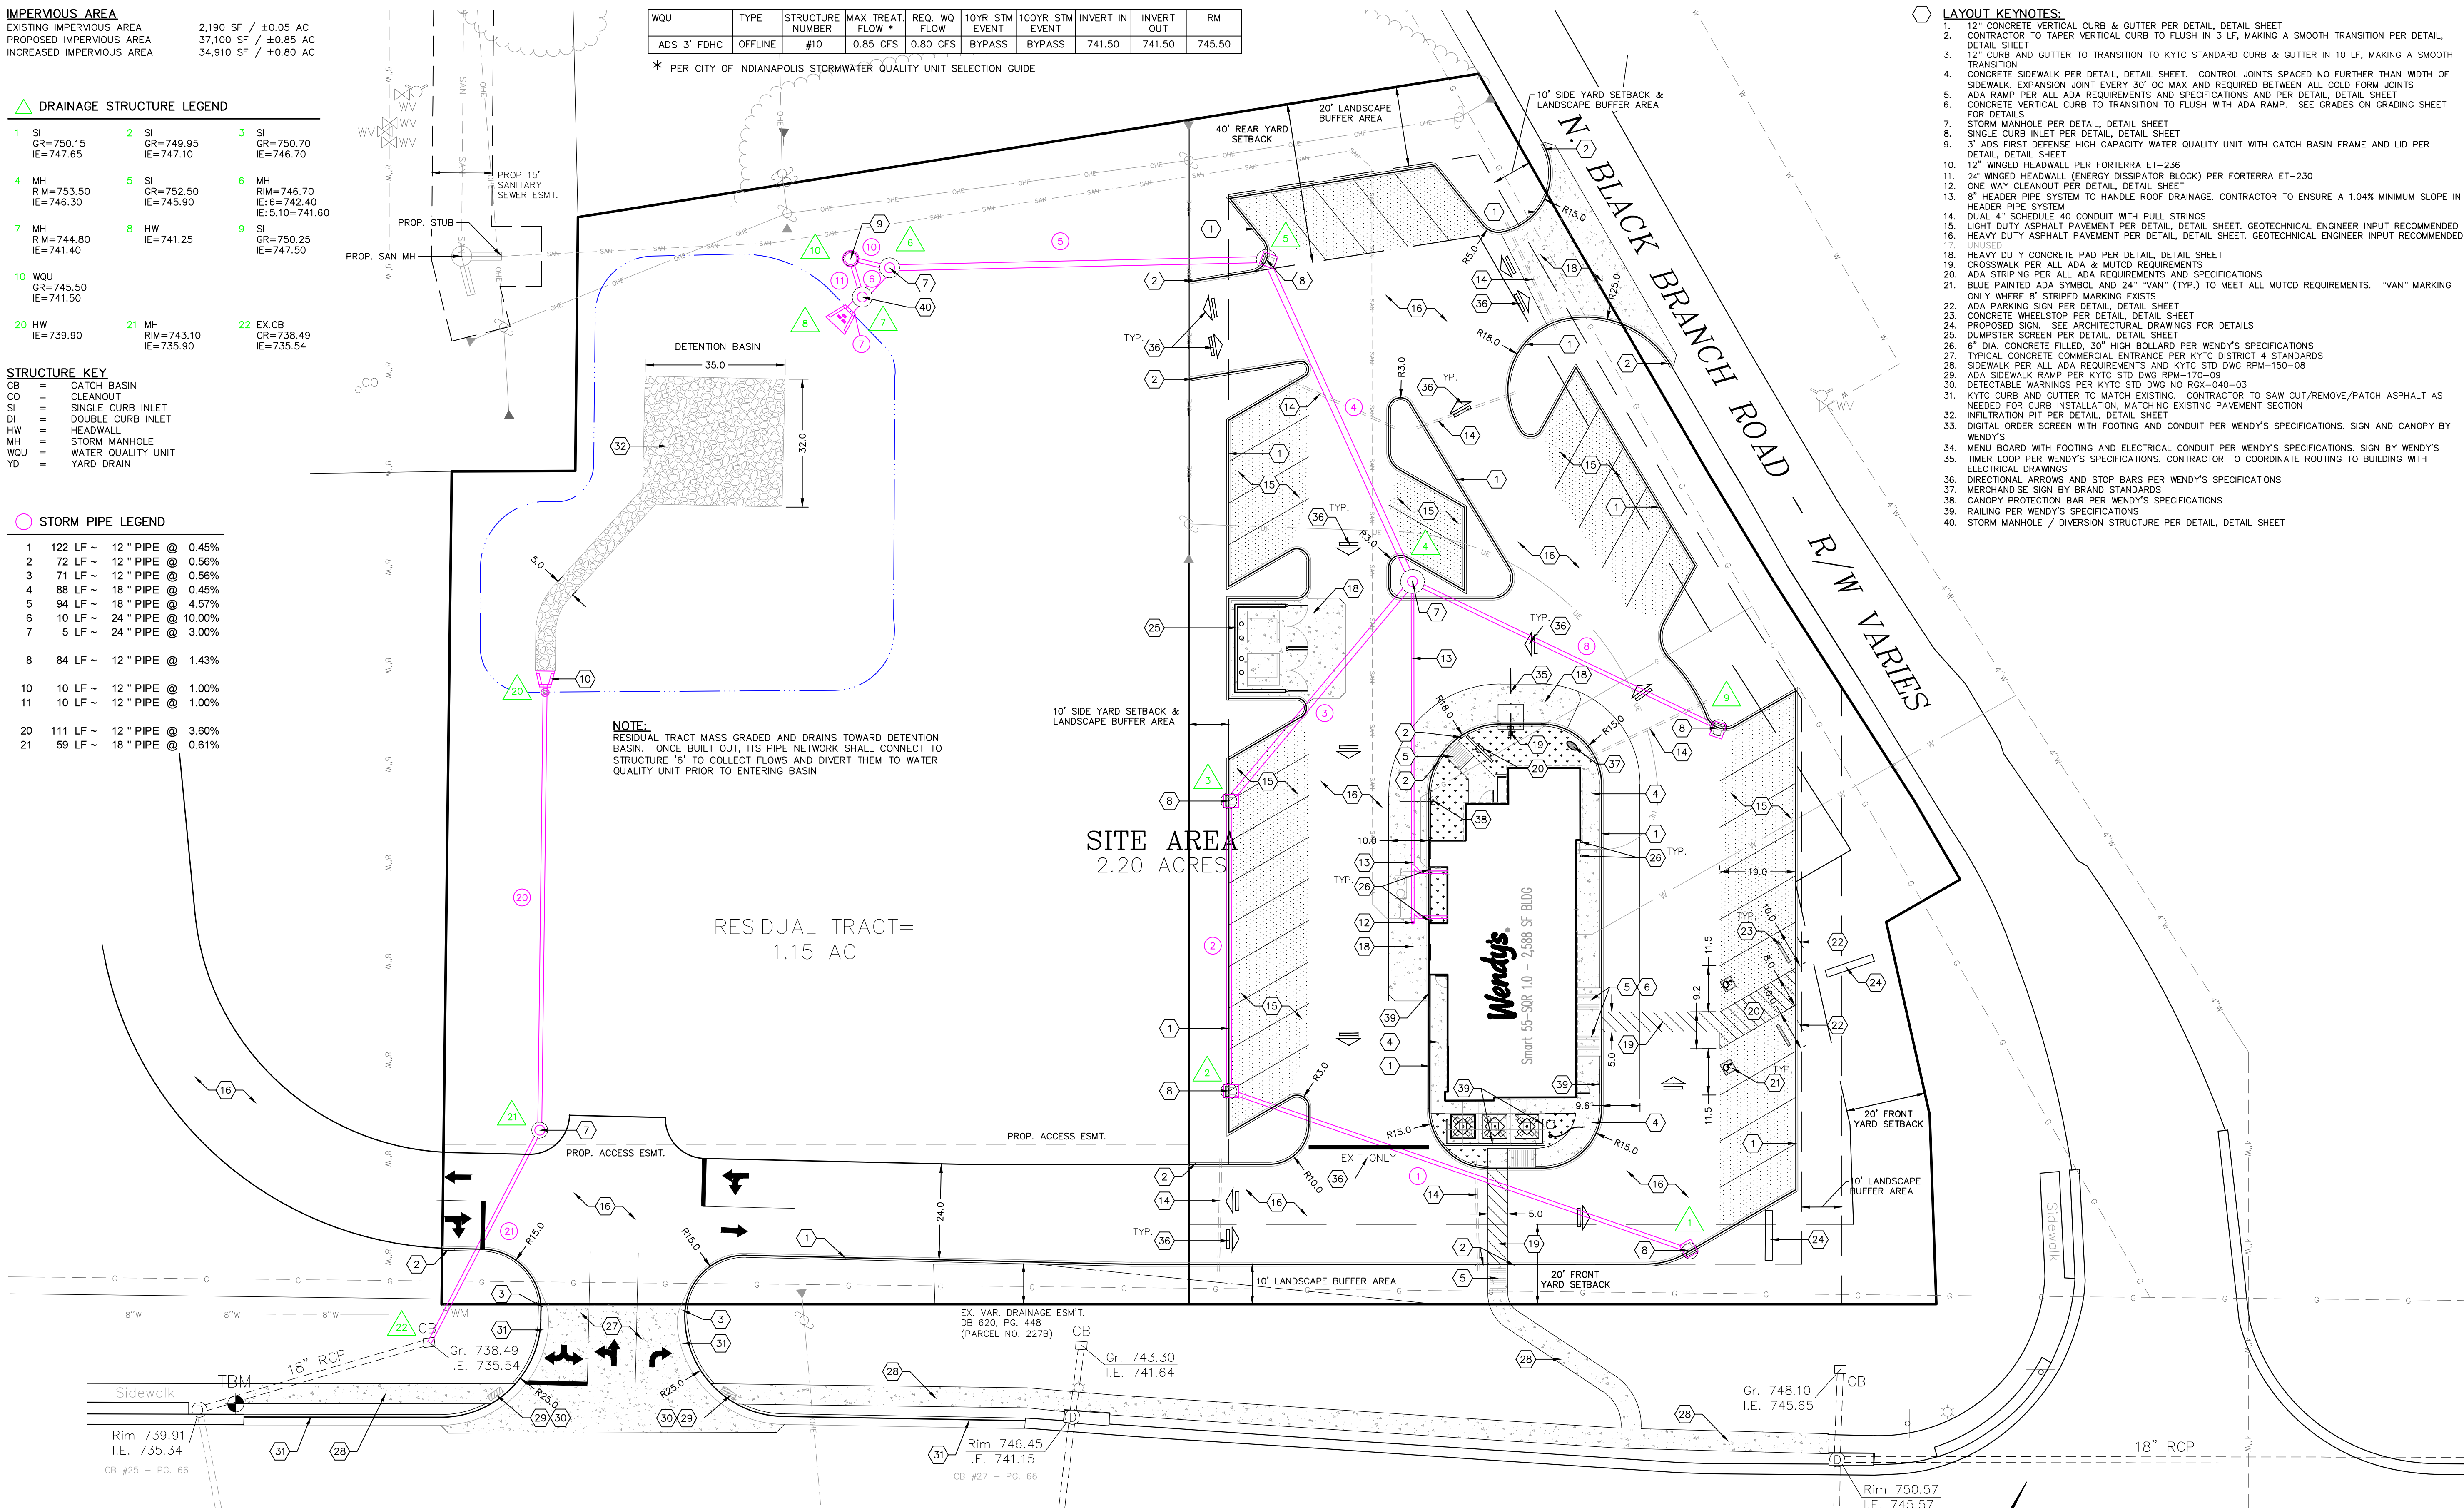 IMPERVIOUS AREA
EXISTING IMPERVIOUS AREA 2,190 SF / ±0.05 AC
PROPOSED IMPERVIOUS AREA 37,100 SF / ±0.85 AC
INCREASED IMPERVIOUS AREA 34,910 SF / ±0.80 AC
WQU TYPE STRUCTURE NUMBER MAX TREAT. FLOW * REQ. WQ FLOW 10YR STM EVENT 100YR STM EVENT INVERT IN INVERT OUT RM
ADS 3' FDHC OFFLINE #10 0.85 CFS 0.80 CFS BYPASS BYPASS 741.50 741.50 745.50
* PER CITY OF INDIANAPOLIS STORMWATER QUALITY UNIT SELECTION GUIDE
DRAINAGE STRUCTURE LEGEND
1 SI
GR=750.15
IE=747.65
2 SI
GR=749.95
IE=747.10
3 SI
GR=750.70
IE=746.70
4 MH
RIM=753.50
IE=746.30
5 SI
GR=752.50
IE=745.90
6 MH
RIM=746.70
IE: 6=742.40
IE: 5,10=741.60
7 MH
RIM=744.80
IE=741.40
8 HW
IE=741.25
9 SI
GR=750.25
IE=747.50
10 WQU
GR=745.50
IE=741.50
20 HW
IE=739.90
21 MH
RIM=743.10
IE=735.90
22 EX.CB
GR=738.49
IE=735.54
STRUCTURE KEY
CB = CATCH BASIN
CO = CLEANOUT
SI = SINGLE CURB INLET
DI = DOUBLE CURB INLET
HW = HEADWALL
MH = STORM MANHOLE
WQU = WATER QUALITY UNIT
YD = YARD DRAIN
STORM PIPE LEGEND
1 122 LF ~ 12 " PIPE @ 0.45%
2 72 LF ~ 12 " PIPE @ 0.56%
3 71 LF ~ 12 " PIPE @ 0.56%
4 88 LF ~ 18 " PIPE @ 0.45%
5 94 LF ~ 18 " PIPE @ 4.57%
6 10 LF ~ 24 " PIPE @ 10.00%
7 5 LF ~ 24 " PIPE @ 3.00%
8 84 LF ~ 12 " PIPE @ 1.43%
10 10 LF ~ 12 " PIPE @ 1.00%
11 10 LF ~ 12 " PIPE @ 1.00%
20 111 LF ~ 12 " PIPE @ 3.60%
21 59 LF ~ 18 " PIPE @ 0.61%
LAYOUT KEYNOTES:
1. 12" CONCRETE VERTICAL CURB & GUTTER PER DETAIL, DETAIL SHEET
2. CONTRACTOR TO TAPER VERTICAL CURB TO FLUSH IN 3 LF, MAKING A SMOOTH TRANSITION PER DETAIL,
DETAIL SHEET
3. 12" CURB AND GUTTER TO TRANSITION TO KYTC STANDARD CURB & GUTTER IN 10 LF, MAKING A SMOOTH
TRANSITION
4. CONCRETE SIDEWALK PER DETAIL, DETAIL SHEET. CONTROL JOINTS SPACED NO FURTHER THAN WIDTH OF
SIDEWALK. EXPANSION JOINT EVERY 30' OC MAX AND REQUIRED BETWEEN ALL COLD FORM JOINTS
5. ADA RAMP PER ALL ADA REQUIREMENTS AND SPECIFICATIONS AND PER DETAIL, DETAIL SHEET
6. CONCRETE VERTICAL CURB TO TRANSITION TO FLUSH WITH ADA RAMP. SEE GRADES ON GRADING SHEET
FOR DETAILS
7. STORM MANHOLE PER DETAIL, DETAIL SHEET
8. SINGLE CURB INLET PER DETAIL, DETAIL SHEET
9. 3' ADS FIRST DEFENSE HIGH CAPACITY WATER QUALITY UNIT WITH CATCH BASIN FRAME AND LID PER
DETAIL, DETAIL SHEET
10. 12" WINGED HEADWALL PER FORTERRA ET-236
11. 24" WINGED HEADWALL (ENERGY DISSIPATOR BLOCK) PER FORTERRA ET-230
12. ONE WAY CLEANOUT PER DETAIL, DETAIL SHEET
13. 8" HEADER PIPE SYSTEM TO HANDLE ROOF DRAINAGE. CONTRACTOR TO ENSURE A 1.04% MINIMUM SLOPE IN
HEADER PIPE SYSTEM
14. DUAL 4" SCHEDULE 40 CONDUIT WITH PULL STRINGS
15. LIGHT DUTY ASPHALT PAVEMENT PER DETAIL, DETAIL SHEET. GEOTECHNICAL ENGINEER INPUT RECOMMENDED
16. HEAVY DUTY ASPHALT PAVEMENT PER DETAIL, DETAIL SHEET. GEOTECHNICAL ENGINEER INPUT RECOMMENDED
17. UNUSED
18. HEAVY DUTY CONCRETE PAD PER DETAIL, DETAIL SHEET
19. CROSSWALK PER ALL ADA & MUTCD REQUIREMENTS
20. ADA STRIPING PER ALL ADA REQUIREMENTS AND SPECIFICATIONS
21. BLUE PAINTED ADA SYMBOL AND 24" "VAN" (TYP.) TO MEET ALL MUTCD REQUIREMENTS. "VAN" MARKING
ONLY WHERE 8' STRIPED MARKING EXISTS
22. ADA PARKING SIGN PER DETAIL, DETAIL SHEET
23. CONCRETE WHEELSTOP PER DETAIL, DETAIL SHEET
24. PROPOSED SIGN. SEE ARCHITECTURAL DRAWINGS FOR DETAILS
25. DUMPSTER SCREEN PER DETAIL, DETAIL SHEET
26. 6" DIA. CONCRETE FILLED, 30" HIGH BOLLARD PER WENDY'S SPECIFICATIONS
27. TYPICAL CONCRETE COMMERCIAL ENTRANCE PER KYTC DISTRICT 4 STANDARDS
28. SIDEWALK PER ALL ADA REQUIREMENTS AND KYTC STD DWG RPM-150-08
29. ADA SIDEWALK RAMP PER KYTC STD DWG RPM-170-09
30. DETECTABLE WARNINGS PER KYTC STD DWG NO RGX-040-03
31. KYTC CURB AND GUTTER TO MATCH EXISTING. CONTRACTOR TO SAW CUT/REMOVE/PATCH ASPHALT AS
NEEDED FOR CURB INSTALLATION, MATCHING EXISTING PAVEMENT SECTION
32. INFILTRATION PIT PER DETAIL, DETAIL SHEET
33. DIGITAL ORDER SCREEN WITH FOOTING AND CONDUIT PER WENDY'S SPECIFICATIONS. SIGN AND CANOPY BY
WENDY'S
34. MENU BOARD WITH FOOTING AND ELECTRICAL CONDUIT PER WENDY'S SPECIFICATIONS. SIGN BY WENDY'S
35. TIMER LOOP PER WENDY'S SPECIFICATIONS. CONTRACTOR TO COORDINATE ROUTING TO BUILDING WITH
ELECTRICAL DRAWINGS
36. DIRECTIONAL ARROWS AND STOP BARS PER WENDY'S SPECIFICATIONS
37. MERCHANDISE SIGN BY BRAND STANDARDS
38. CANOPY PROTECTION BAR PER WENDY'S SPECIFICATIONS
39. RAILING PER WENDY'S SPECIFICATIONS
40. STORM MANHOLE / DIVERSION STRUCTURE PER DETAIL, DETAIL SHEET
PROP 15'
SANITARY
SEWER ESMT.
PROP. STUB
PROP. SAN MH
20' LANDSCAPE
BUFFER AREA
40' REAR YARD
SETBACK
10' SIDE YARD SETBACK &
LANDSCAPE BUFFER AREA
N. BLACK BRANCH ROAD - R/W VARIES
DETENTION BASIN
35.0
32.0
5.0
NOTE:
RESIDUAL TRACT MASS GRADED AND DRAINS TOWARD DETENTION
BASIN. ONCE BUILT OUT, ITS PIPE NETWORK SHALL CONNECT TO
STRUCTURE '6' TO COLLECT FLOWS AND DIVERT THEM TO WATER
QUALITY UNIT PRIOR TO ENTERING BASIN
10' SIDE YARD SETBACK &
LANDSCAPE BUFFER AREA
SITE AREA
2.20 ACRES
RESIDUAL TRACT=
1.15 AC
Wendy's
Smart 55-SQR 1.0 - 2,588 SF BLDG
PROP. ACCESS ESMT.
PROP. ACCESS ESMT.
EXIT ONLY
24.0
20' FRONT
YARD SETBACK
10' LANDSCAPE
BUFFER AREA
10' LANDSCAPE BUFFER AREA
20' FRONT
YARD SETBACK
EX. VAR. DRAINAGE ESM'T.
DB 620, PG. 448
(PARCEL NO. 227B)
CB
Gr. 738.49
I.E. 735.54
CB
Gr. 743.30
I.E. 741.64
Gr. 748.10
I.E. 745.65
CB
18" RCP
TBM
Sidewalk
Sidewalk
Rim 739.91
I.E. 735.34
CB #25 - PG. 66
Rim 746.45
I.E. 741.15
CB #27 - PG. 66
18" RCP
Rim 750.57
I.E. 745.57